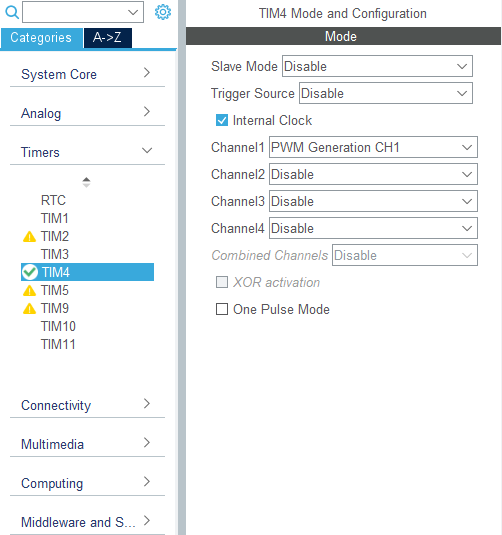 Categories A->Z
System Core
Analog
Timers
RTC
TIM1
TIM2
TIM3
TIM4
TIM5
TIM9
TIM10
TIM11
Connectivity
Multimedia
Computing
Middleware and S...
TIM4 Mode and Configuration
Mode
Slave Mode Disable
Trigger Source Disable
Internal Clock
Channel1 PWM Generation CH1
Channel2 Disable
Channel3 Disable
Channel4 Disable
Combined Channels Disable
XOR activation
One Pulse Mode